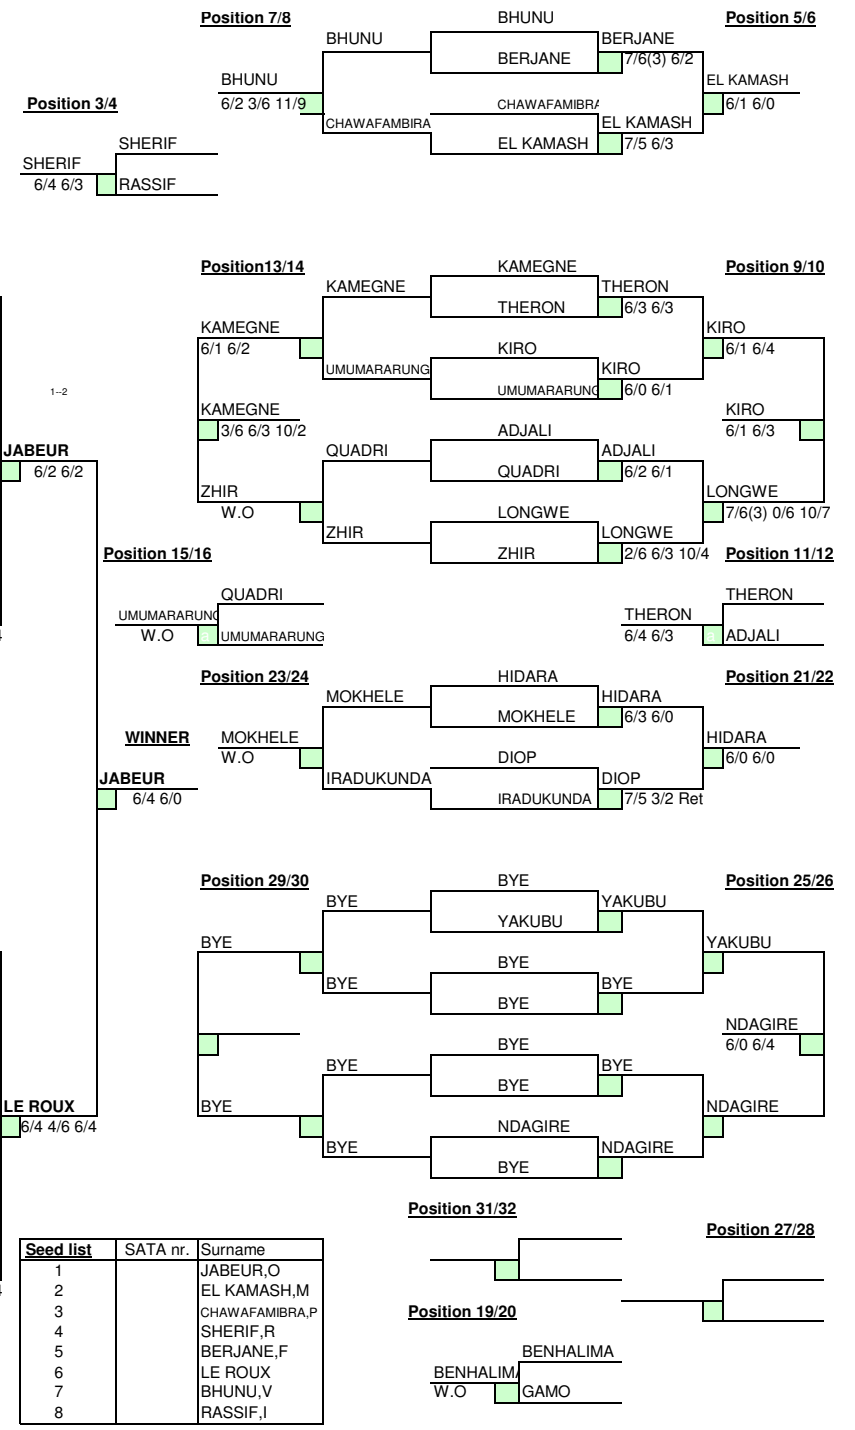 Position 7/8
BHUNU
Position 5/6
BHUNU
BERJANE
BERJANE
7/6(3) 6/2
BHUNU
6/2 3/6 11/9
EL KAMASH
6/1 6/0
CHAWAFAMIBRA
CHAWAFAMBIRA
EL KAMASH
EL KAMASH
7/5 6/3
Position 3/4
SHERIF
SHERIF
6/4 6/3
RASSIF
Position13/14
KAMEGNE
Position 9/10
KAMEGNE
THERON
THERON
6/3 6/3
KAMEGNE
6/1 6/2
KIRO
KIRO
6/1 6/4
UMUMARARUNG
KIRO
UMUMARARUNG
6/0 6/1
1--2
KAMEGNE
3/6 6/3 10/2
ADJALI
KIRO
6/1 6/3
JABEUR
6/2 6/2
QUADRI
ADJALI
QUADRI
6/2 6/1
ZHIR
W.O
LONGWE
LONGWE
7/6(3) 0/6 10/7
ZHIR
LONGWE
ZHIR
2/6 6/3 10/4
Position 15/16
Position 11/12
QUADRI
UMUMARARUNG
W.O
a
UMUMARARUNG
THERON
THERON
6/4 6/3
a
ADJALI
Position 23/24
HIDARA
Position 21/22
MOKHELE
HIDARA
MOKHELE
6/3 6/0
WINNER
MOKHELE
W.O
DIOP
HIDARA
6/0 6/0
JABEUR
6/4 6/0
IRADUKUNDA
DIOP
IRADUKUNDA
7/5 3/2 Ret
Position 29/30
BYE
Position 25/26
BYE
YAKUBU
YAKUBU
BYE
BYE
YAKUBU
BYE
BYE
BYE
NDAGIRE
6/0 6/4
BYE
BYE
BYE
BYE
LE ROUX
6/4 4/6 6/4
BYE
NDAGIRE
NDAGIRE
BYE
NDAGIRE
BYE
Position 31/32
Position 27/28
Seed list SATA nr. Surname
1 JABEUR,O
2 EL KAMASH,M
3 CHAWAFAMIBRA,P
4 SHERIF,R
5 BERJANE,F
6 LE ROUX
7 BHUNU,V
8 RASSIF,I
Position 19/20
BENHALIMA
BENHALIMA
W.O
GAMO